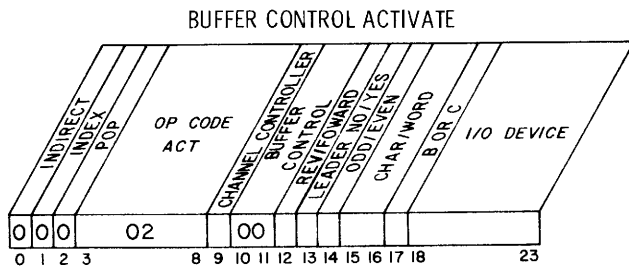 BUFFER CONTROL ACTIVATE
INDIRECT
INDEX
POP
OP CODE
ACT
CHANNEL CONTROLLER
BUFFER
CONTROL
REV/FOWARD
LEADER NO/YES
ODD/EVEN
CHAR/WORD
B OR C
I/O DEVICE
0 0 0 02 00
0 1 2 3 8 9 10 11 12 13 14 15 16 17 18 23